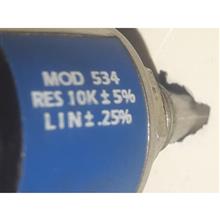 MOD 534
RES 10K ± 5%
LIN ± .25%